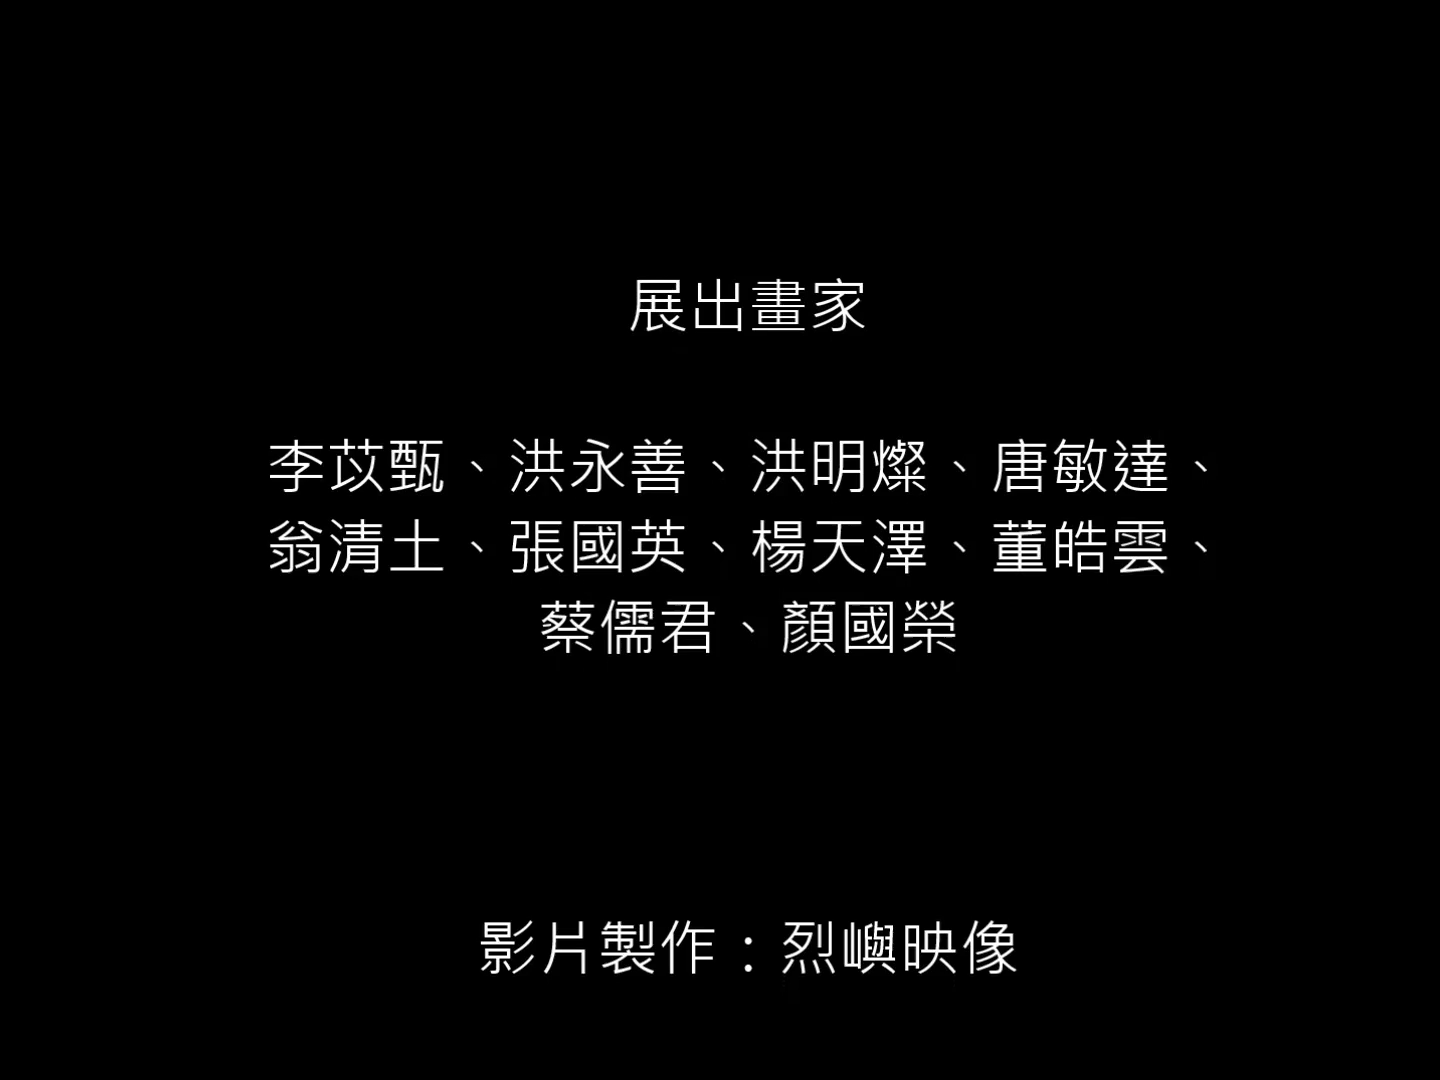 展出畫家
李苡甄、洪永善、洪明燦、唐敏達、
翁清土、張國英、楊天澤、董皓雲、
蔡儒君、顏國榮
影片製作：烈嶼映像